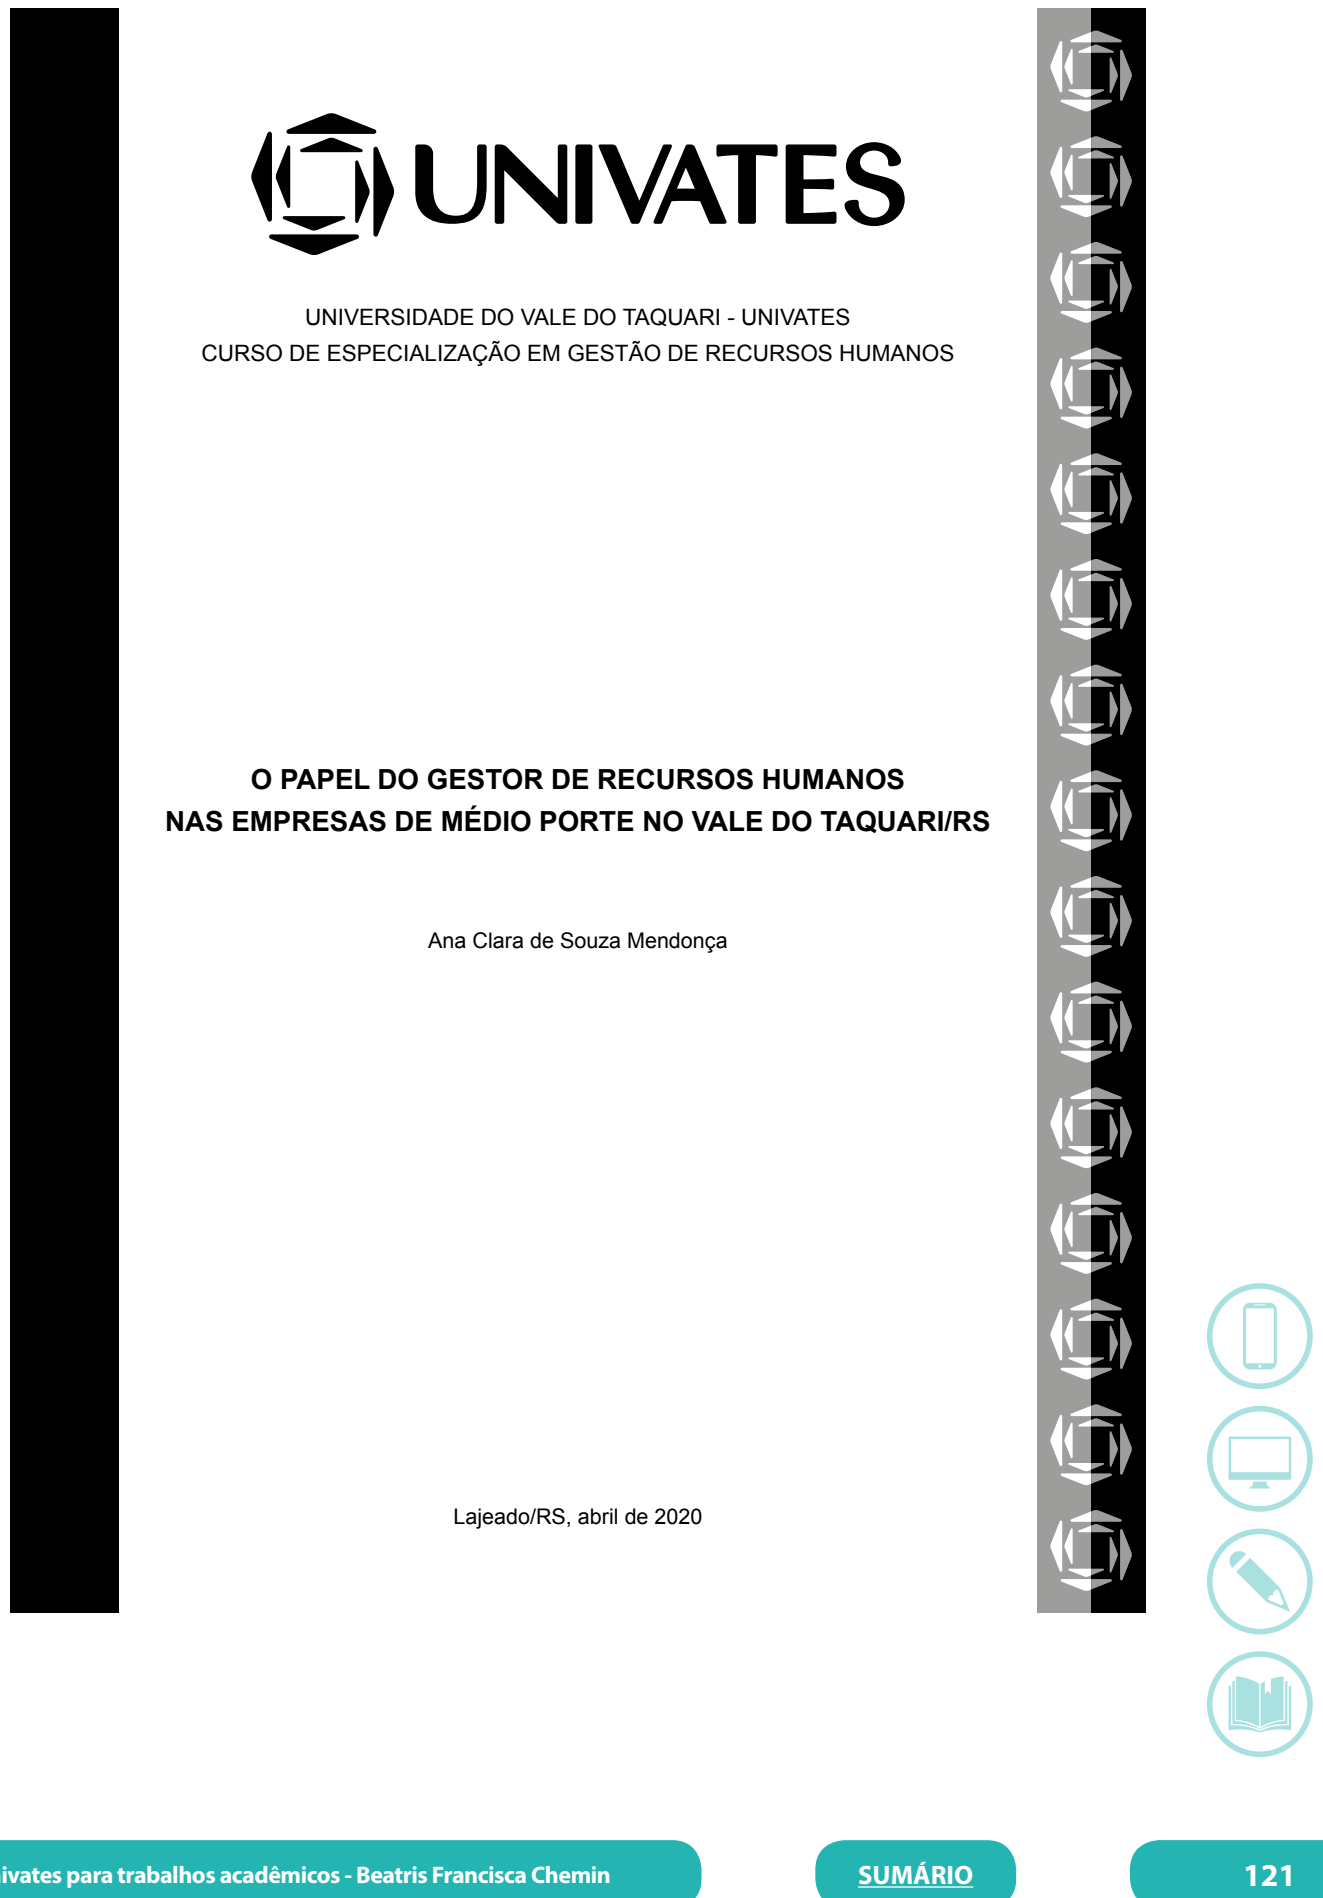 UNIVATES
UNIVERSIDADE DO VALE DO TAQUARI - UNIVATES
CURSO DE ESPECIALIZAÇÃO EM GESTÃO DE RECURSOS HUMANOS
O PAPEL DO GESTOR DE RECURSOS HUMANOS
NAS EMPRESAS DE MÉDIO PORTE NO VALE DO TAQUARI/RS
Ana Clara de Souza Mendonça
Lajeado/RS, abril de 2020
ivates para trabalhos acadêmicos - Beatris Francisca Chemin
SUMÁRIO
121